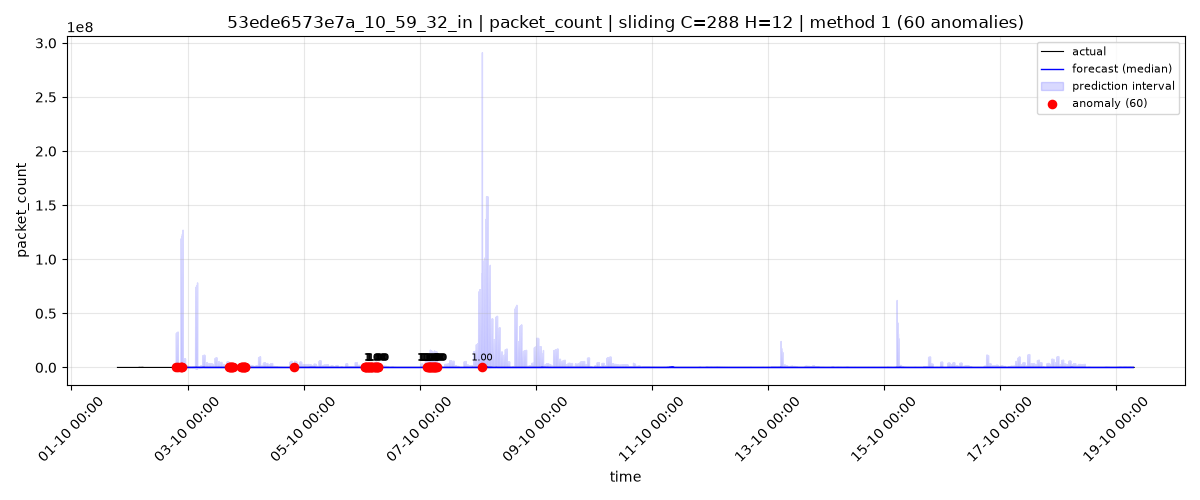 53ede6573e7a_10_59_32_in | packet_count | sliding C=288 H=12 | method 1 (60 anomalies)
1e8
3.0
2.5
2.0
1.5
1.0
0.5
0.0
packet_count
actual
forecast (median)
prediction interval
anomaly (60)
1.00
01-10 00:00
03-10 00:00
05-10 00:00
07-10 00:00
09-10 00:00
11-10 00:00
13-10 00:00
15-10 00:00
17-10 00:00
19-10 00:00
time